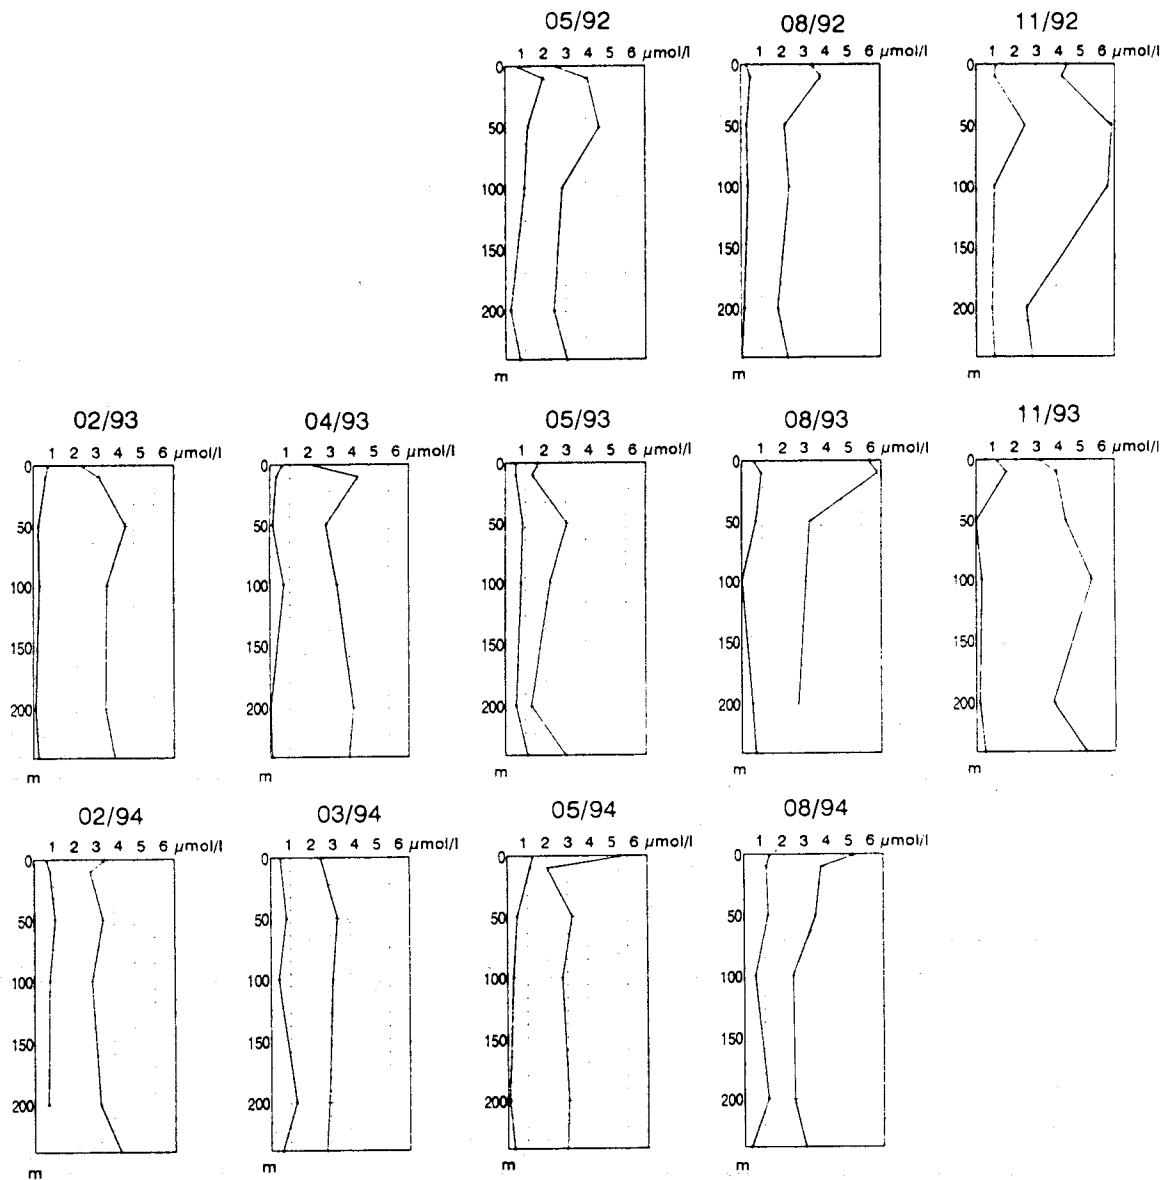 05/92 08/92 11/92
1 2 3 4 5 6 µmol/l 1 2 3 4 5 6 µmol/l 1 2 3 4 5 6 µmol/l
0 0 0
50 50 50
100 100 100
150 150 150
200 200 200
m m m
02/93 04/93 05/93 08/93 11/93
1 2 3 4 5 6 µmol/l 1 2 3 4 5 6 µmol/l 1 2 3 4 5 6 µmol/l 1 2 3 4 5 6 µmol/l 1 2 3 4 5 6 µmol/l
0 0 0 0 0
50 50 50 50 50
100 100 100 100 100
150 150 150 150 150
200 200 200 200 200
m m m m m
02/94 03/94 05/94 08/94
1 2 3 4 5 6 µmol/l 1 2 3 4 5 6 µmol/l 1 2 3 4 5 6 µmol/l 1 2 3 4 5 6 µmol/l
0 0 0 0
50 50 50 50
100 100 100 100
150 150 150 150
200 200 200 200
m m m m